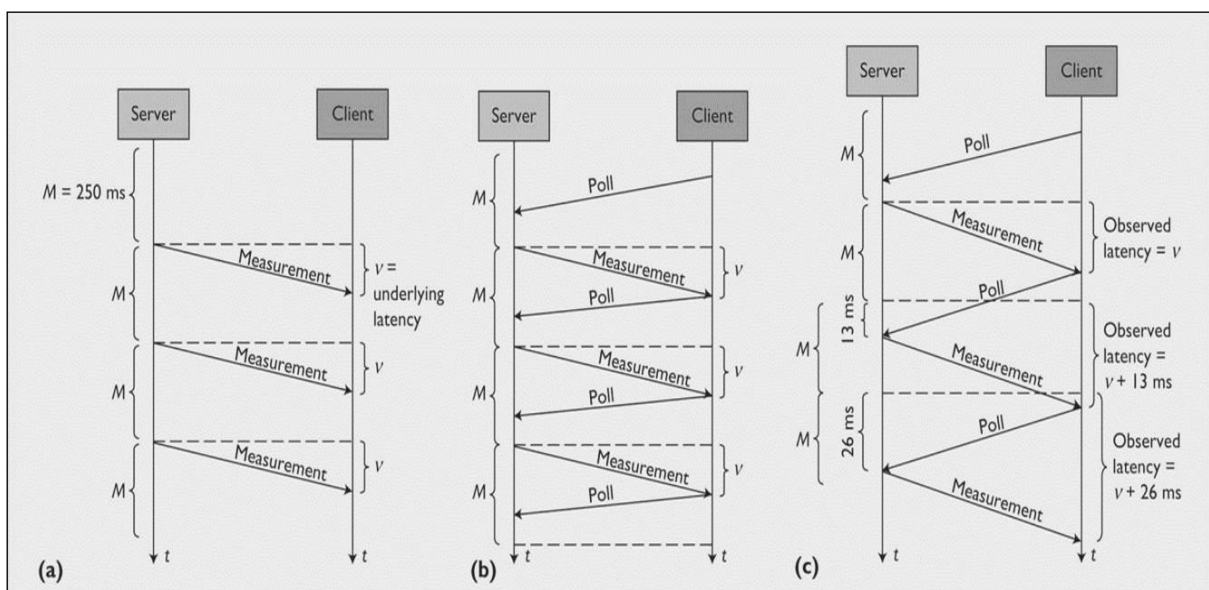 Server
Client
M = 250 ms
Measurement
v =
underlying
latency
M
Measurement
v
M
Measurement
v
M
t
(a)
Server
Client
M
Poll
Measurement
v
M
Poll
Measurement
v
M
Poll
Measurement
v
M
Poll
t
(b)
Server
Client
M
Poll
Measurement
Observed
latency = v
M
Poll
13 ms
M
Measurement
Observed
latency =
v + 13 ms
Poll
26 ms
M
Measurement
Observed
latency =
v + 26 ms
t
t
(c)